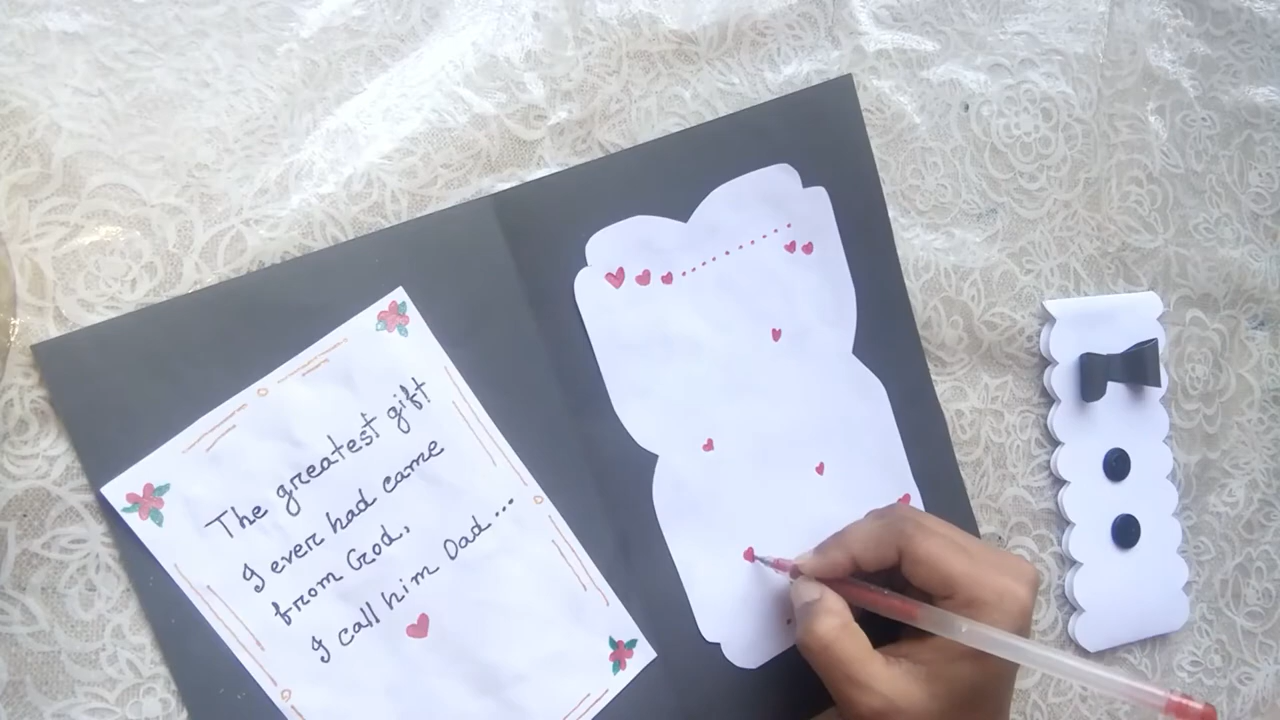 The greatest gift
I ever had came
from God,
I call him Dad...